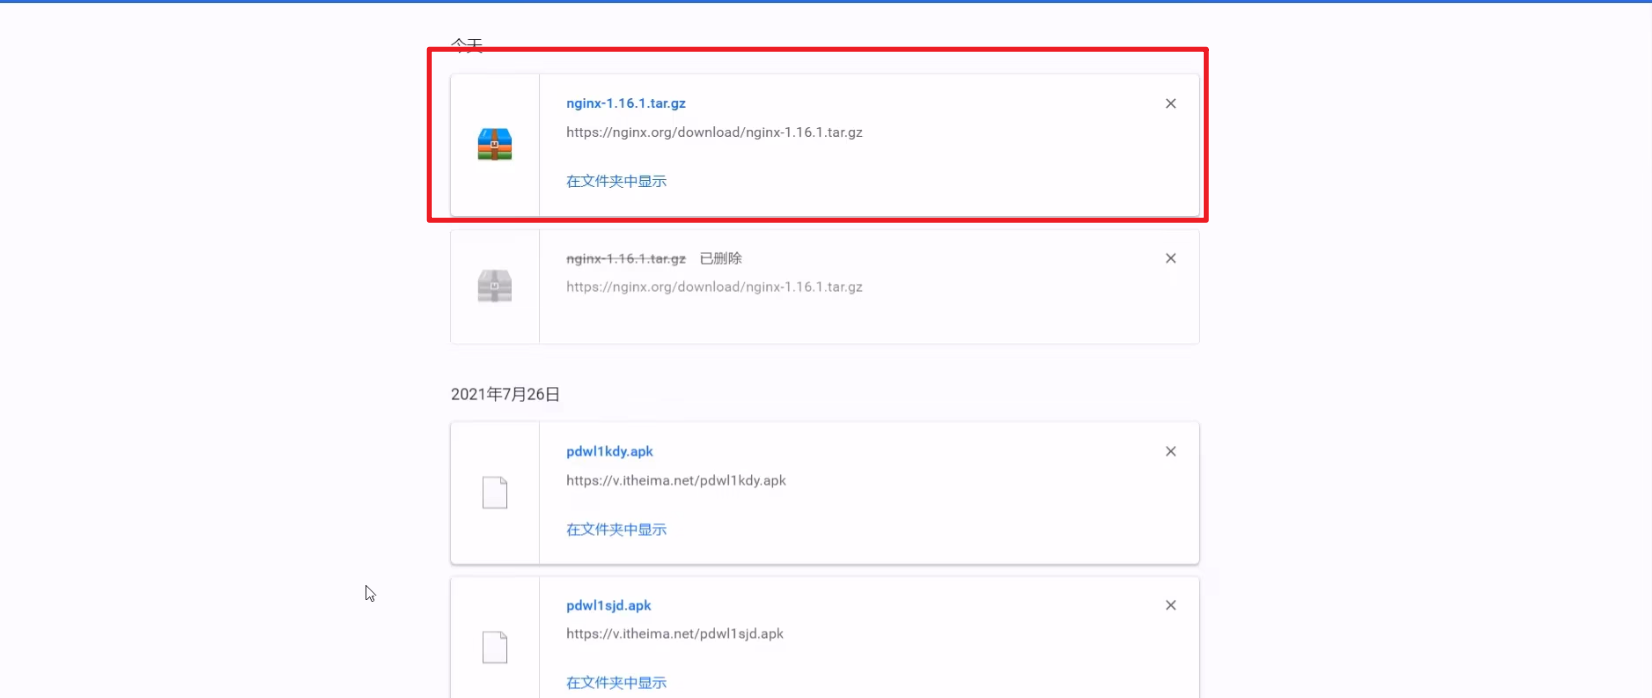 今天
nginx-1.16.1.tar.gz
https://nginx.org/download/nginx-1.16.1.tar.gz
在文件夹中显示
nginx-1.16.1.tar.gz 已删除
https://nginx.org/download/nginx-1.16.1.tar.gz
2021年7月26日
pdwl1kdy.apk
https://v.itheima.net/pdwl1kdy.apk
在文件夹中显示
pdwl1sjd.apk
https://v.itheima.net/pdwl1sjd.apk
在文件夹中显示